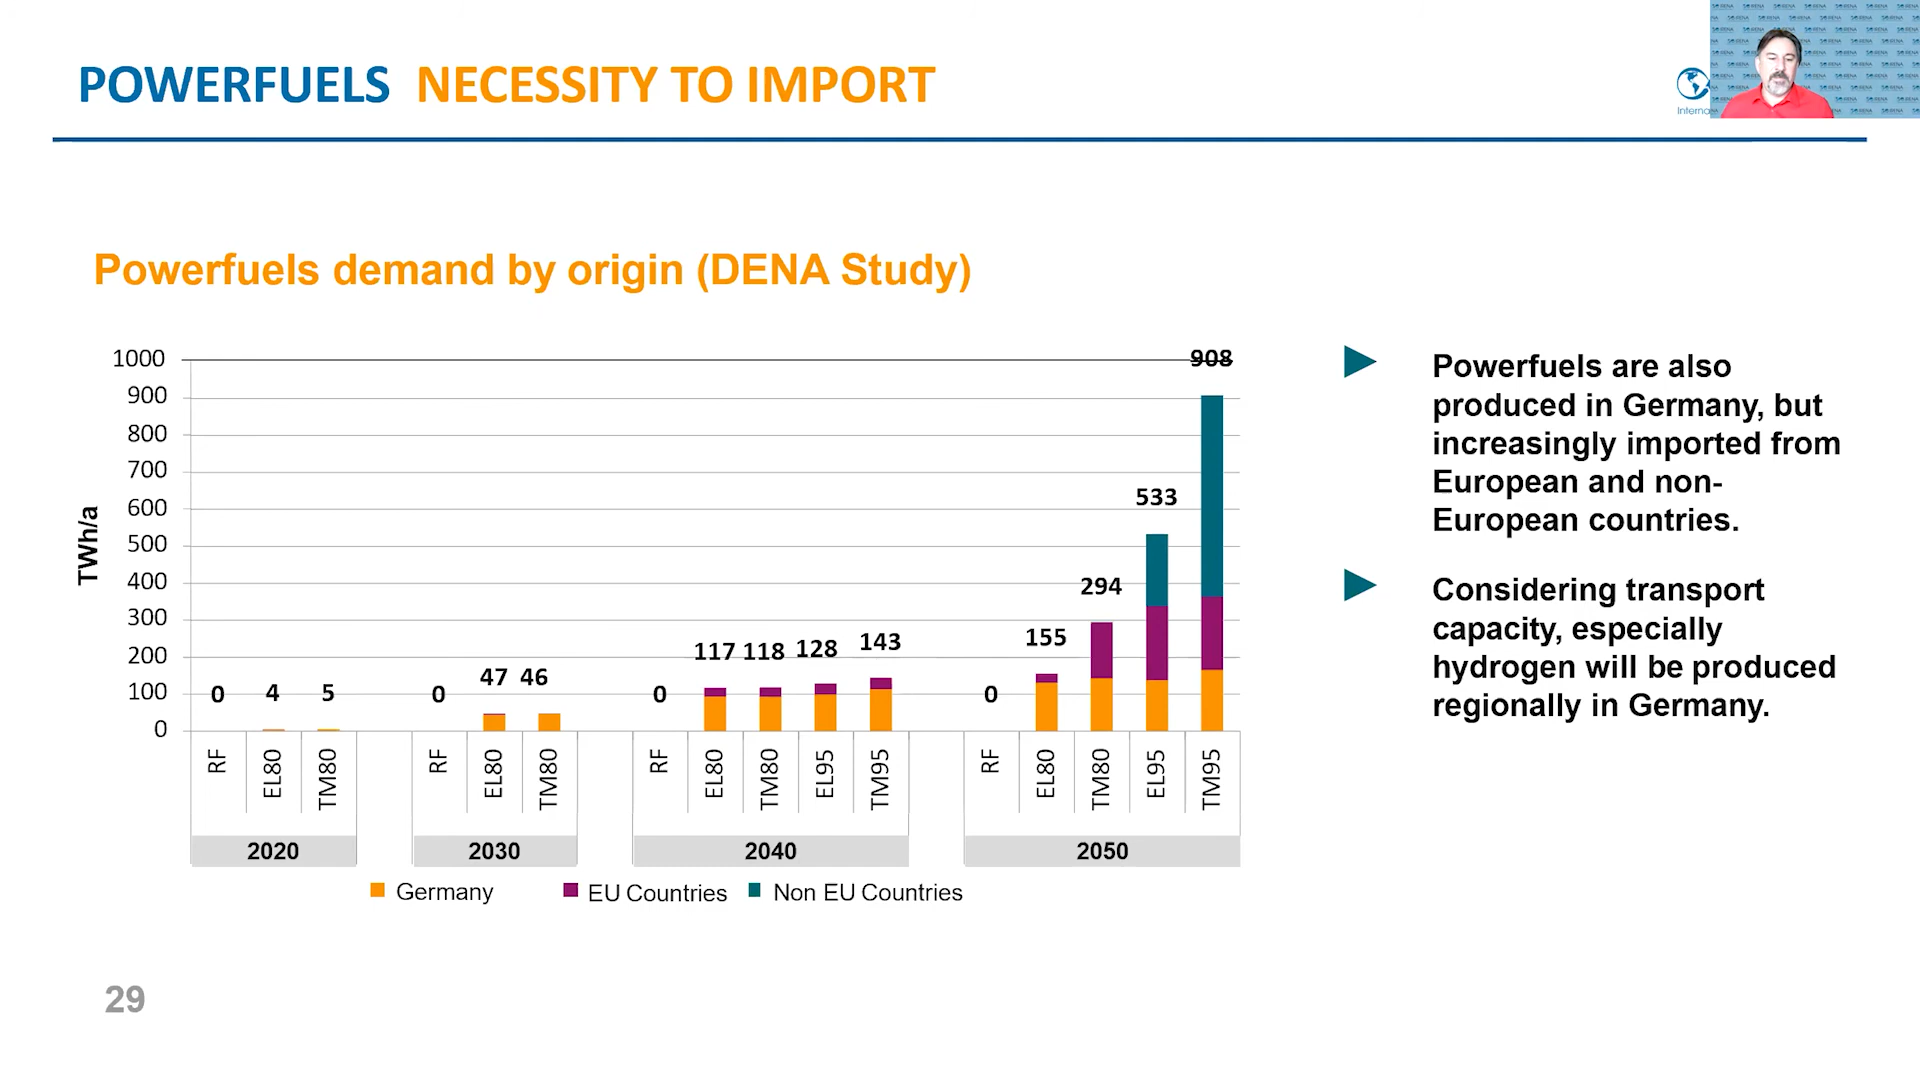 POWERFUELS NECESSITY TO IMPORT
Interna
Powerfuels demand by origin (DENA Study)
TWh/a
1000
900
800
700
600
500
400
300
200
100
0
0 4 5
0 47 46
0 117 118 128 143
0 155 294 533 908
RF EL80 TM80
RF EL80 TM80
RF EL80 TM80 EL95 TM95
RF EL80 TM80 EL95 TM95
2020 2030 2040 2050
Germany EU Countries Non EU Countries
Powerfuels are also
produced in Germany, but
increasingly imported from
European and non-
European countries.
Considering transport
capacity, especially
hydrogen will be produced
regionally in Germany.
29